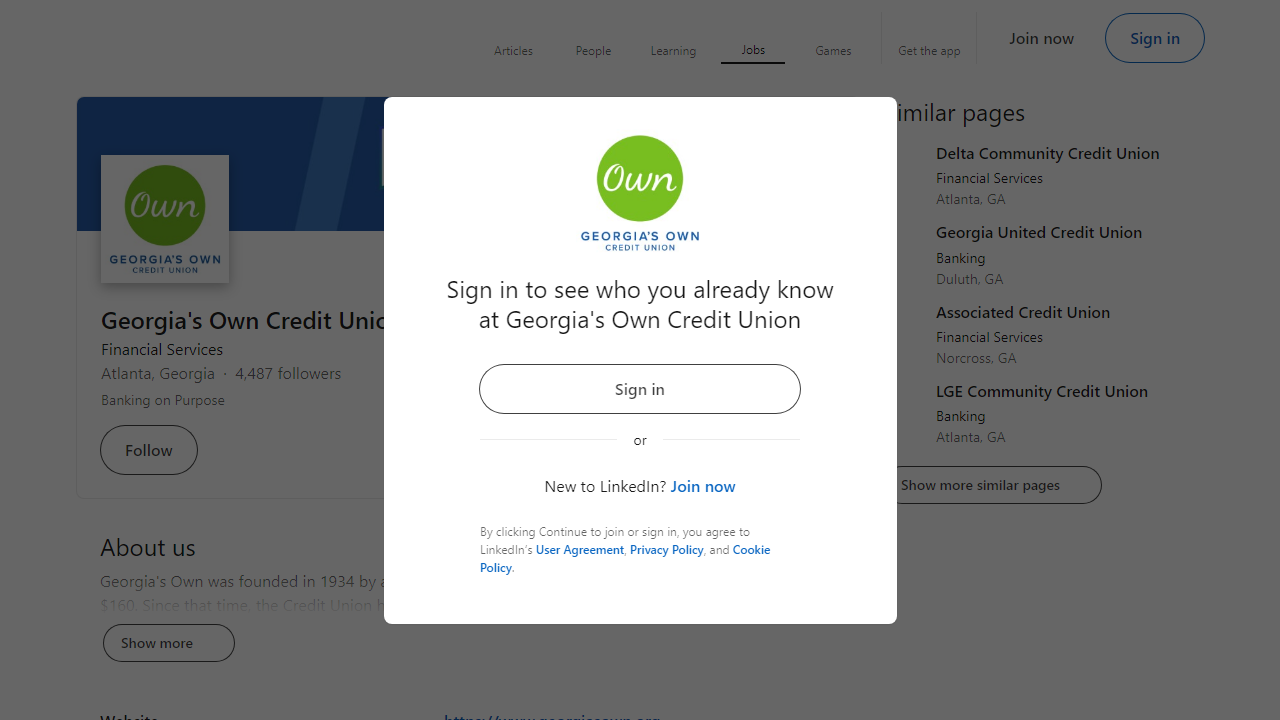 Articles
People
Learning
Jobs
Games
Get the app
Join now
Sign in
Own
GEORGIA'S OWN
CREDIT UNION
Georgia's Own Credit
Financial Services
Atlanta, Georgia · 4,487 followers
Banking on Purpose
Follow
About us
Georgia's Own was founded in 1934 by
$160. Since that time, the Credit Union
Show more
Website
https://www.georgiasown.org
Own
GEORGIA'S OWN
CREDIT UNION
Sign in to see who you already know
at Georgia's Own Credit Union
Sign in
or
New to LinkedIn? Join now
By clicking Continue to join or sign in, you agree to
LinkedIn's User Agreement, Privacy Policy, and Cookie
Policy.
imilar pages
Delta Community Credit Union
Financial Services
Atlanta, GA
Georgia United Credit Union
Banking
Duluth, GA
Associated Credit Union
Financial Services
Norcross, GA
LGE Community Credit Union
Banking
Atlanta, GA
Show more similar pages